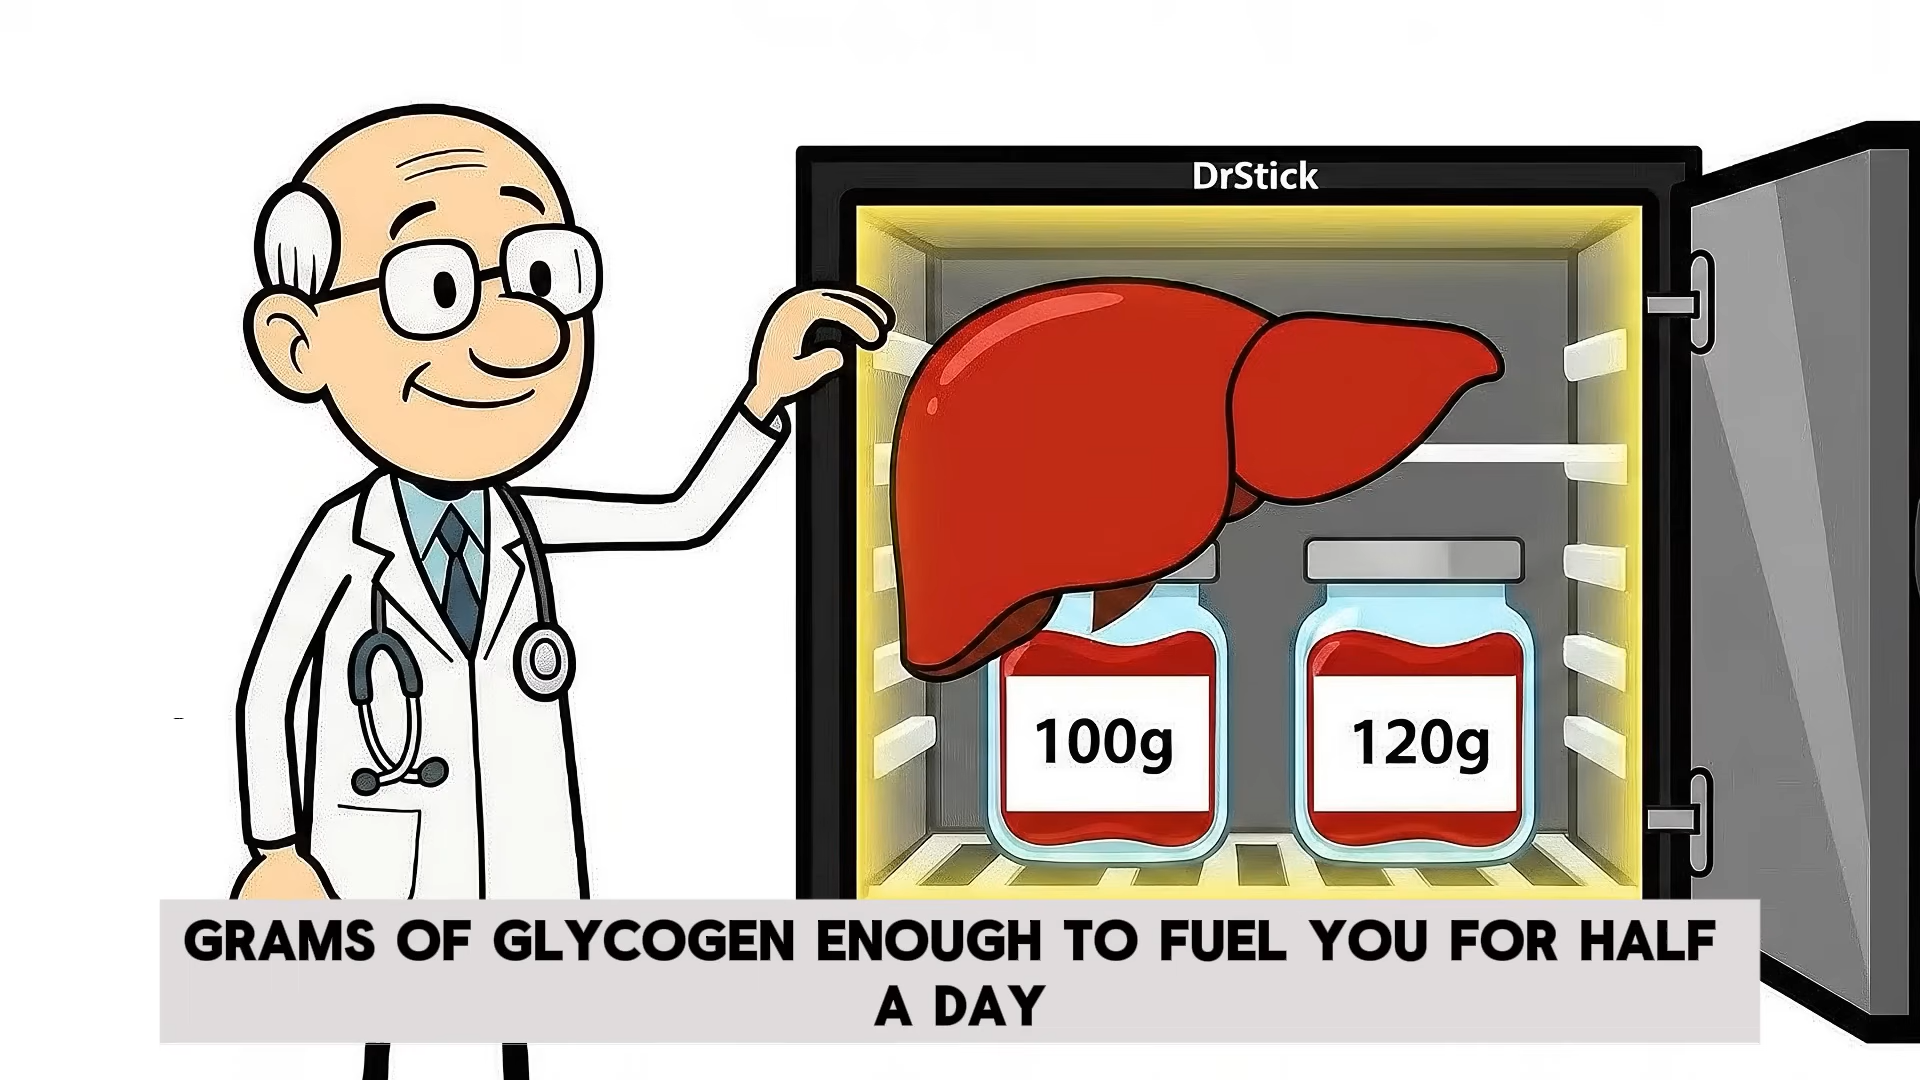 DrStick
100g
120g
GRAMS OF GLYCOGEN ENOUGH TO FUEL YOU FOR HALF
A DAY